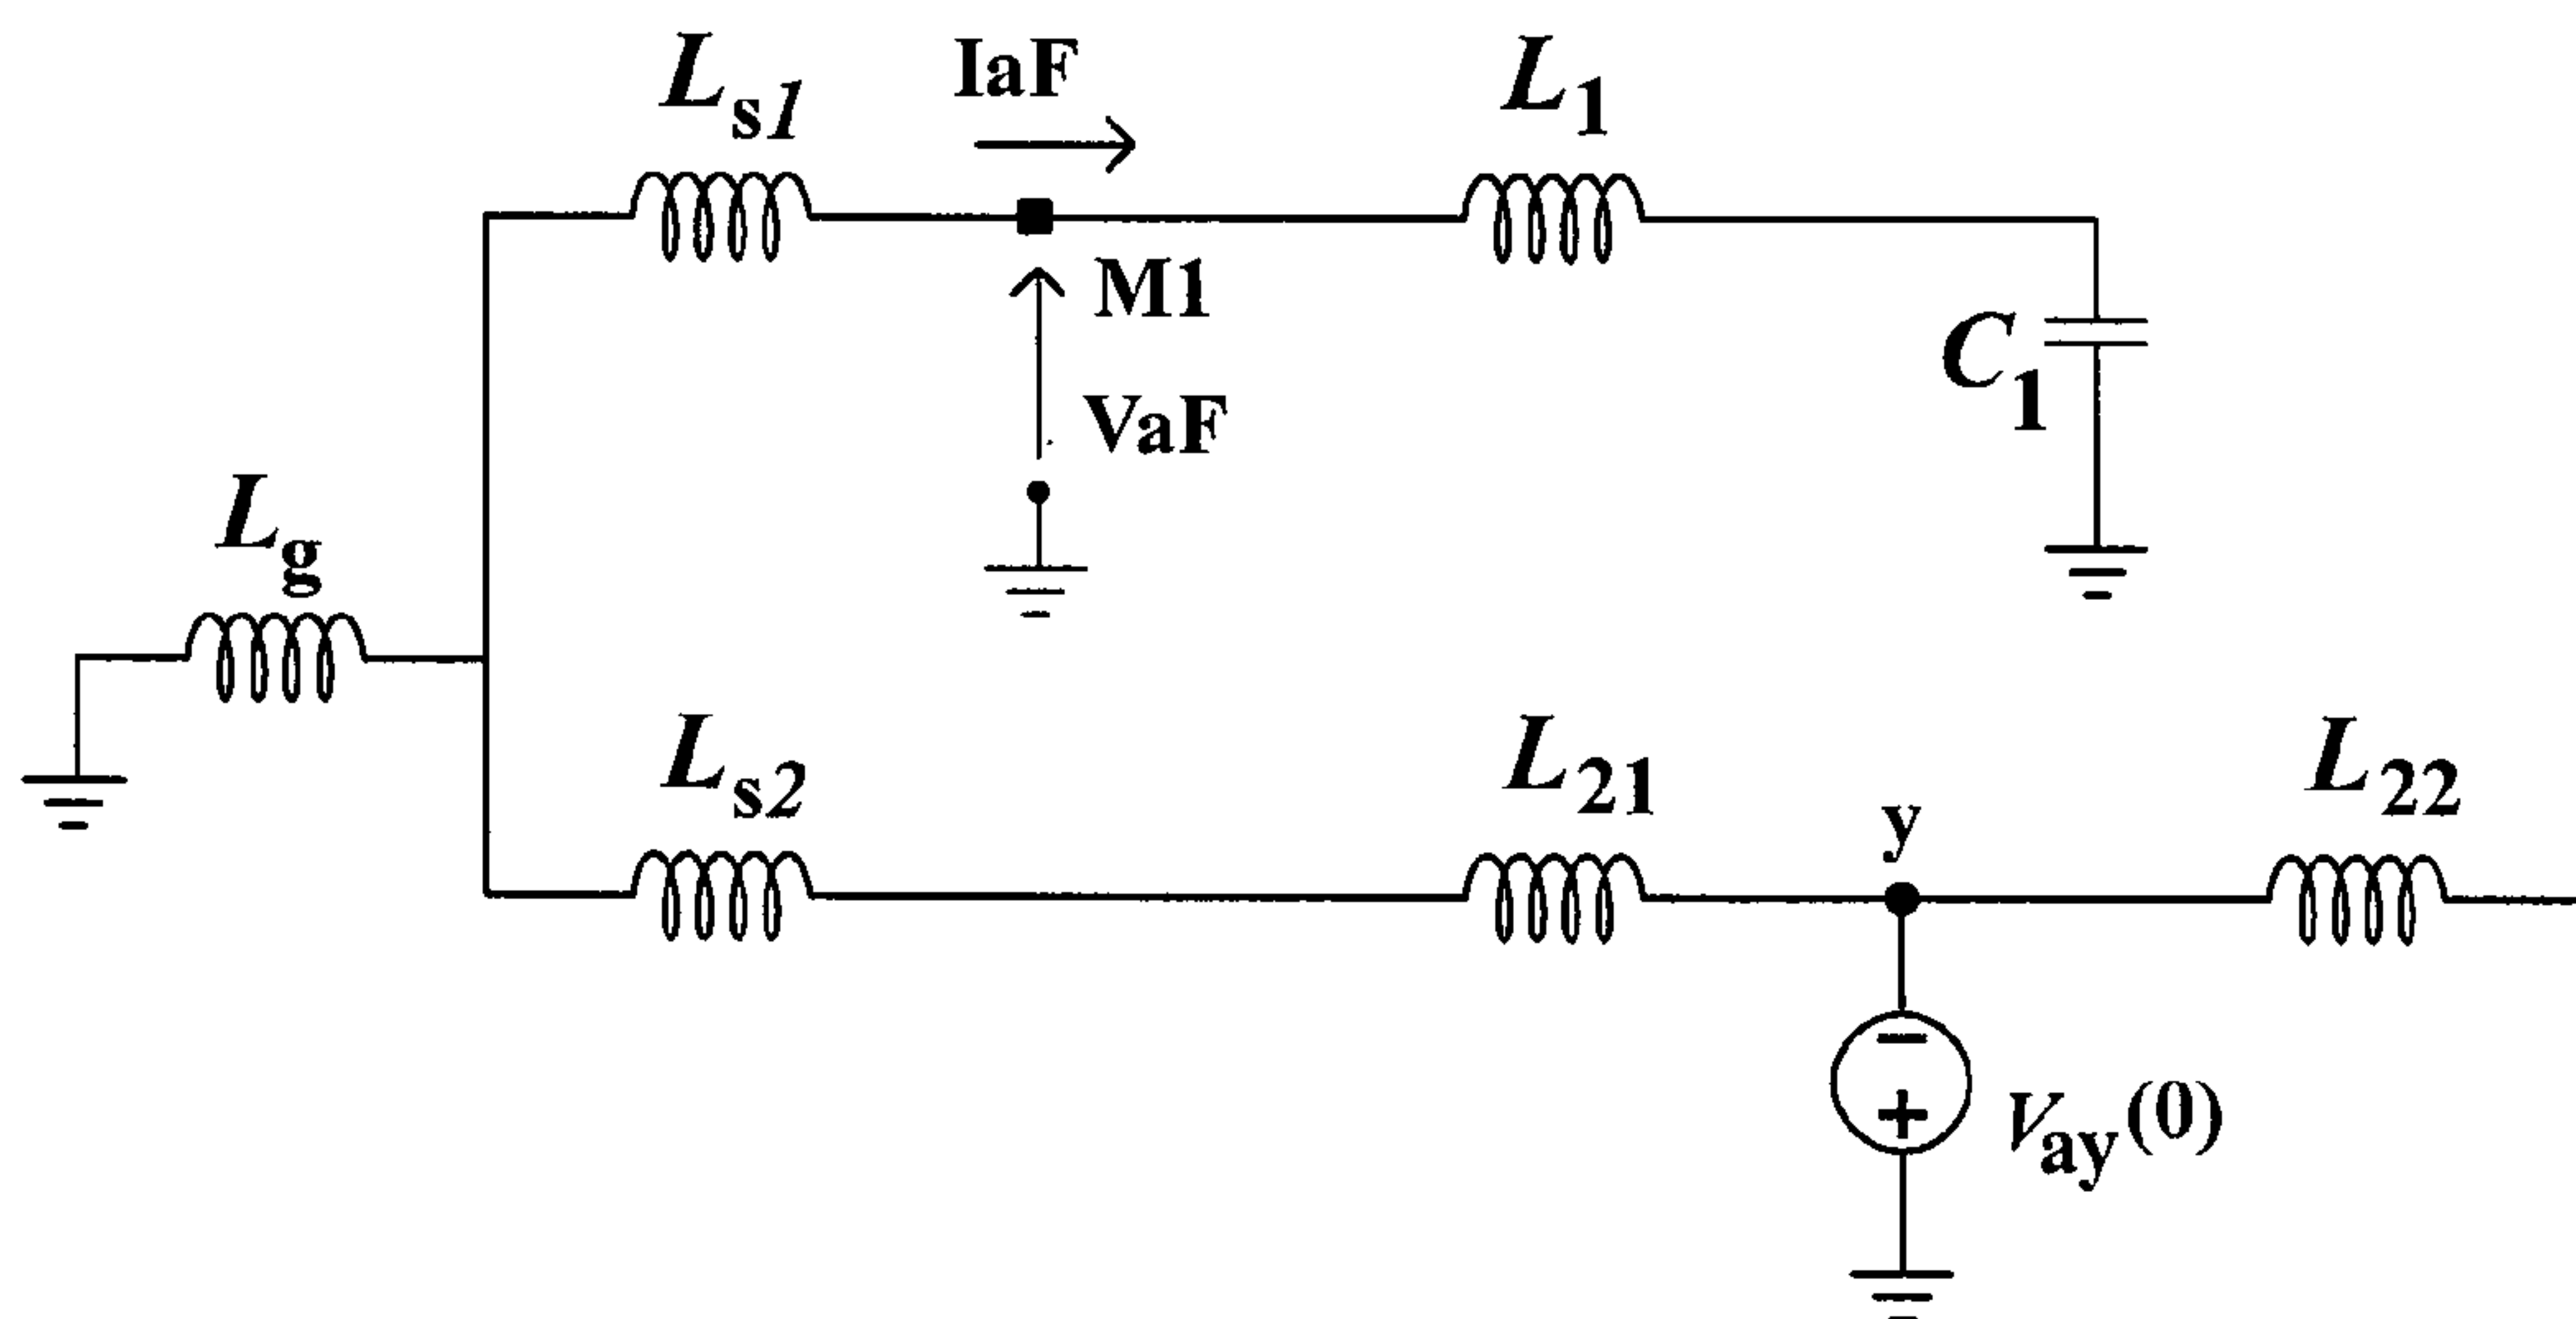 Ls1
IaF
L1
M1
C1
VaF
Lg
Ls2
L21
y
L22
−
+
Vay(0)